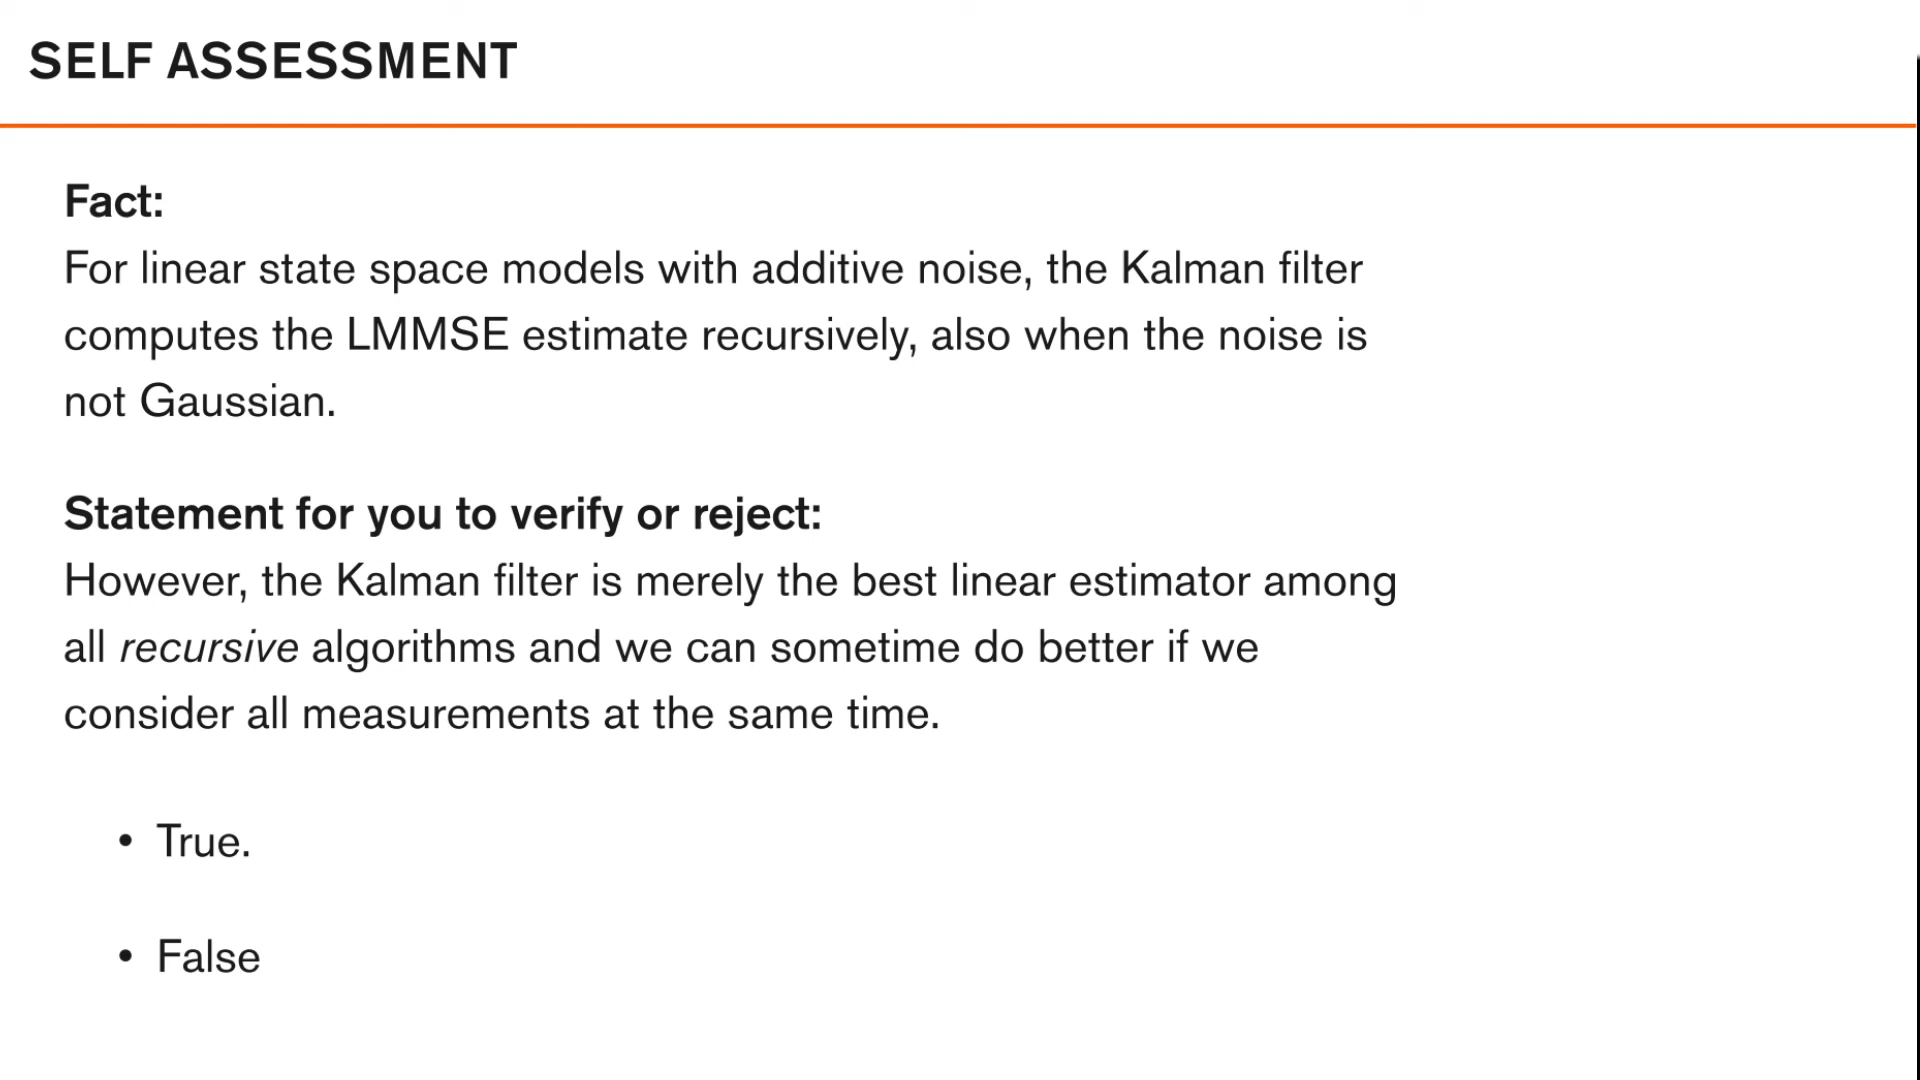 SELF ASSESSMENT
Fact:
For linear state space models with additive noise, the Kalman filter
computes the LMMSE estimate recursively, also when the noise is
not Gaussian.
Statement for you to verify or reject:
However, the Kalman filter is merely the best linear estimator among
all recursive algorithms and we can sometime do better if we
consider all measurements at the same time.
• True.
• False